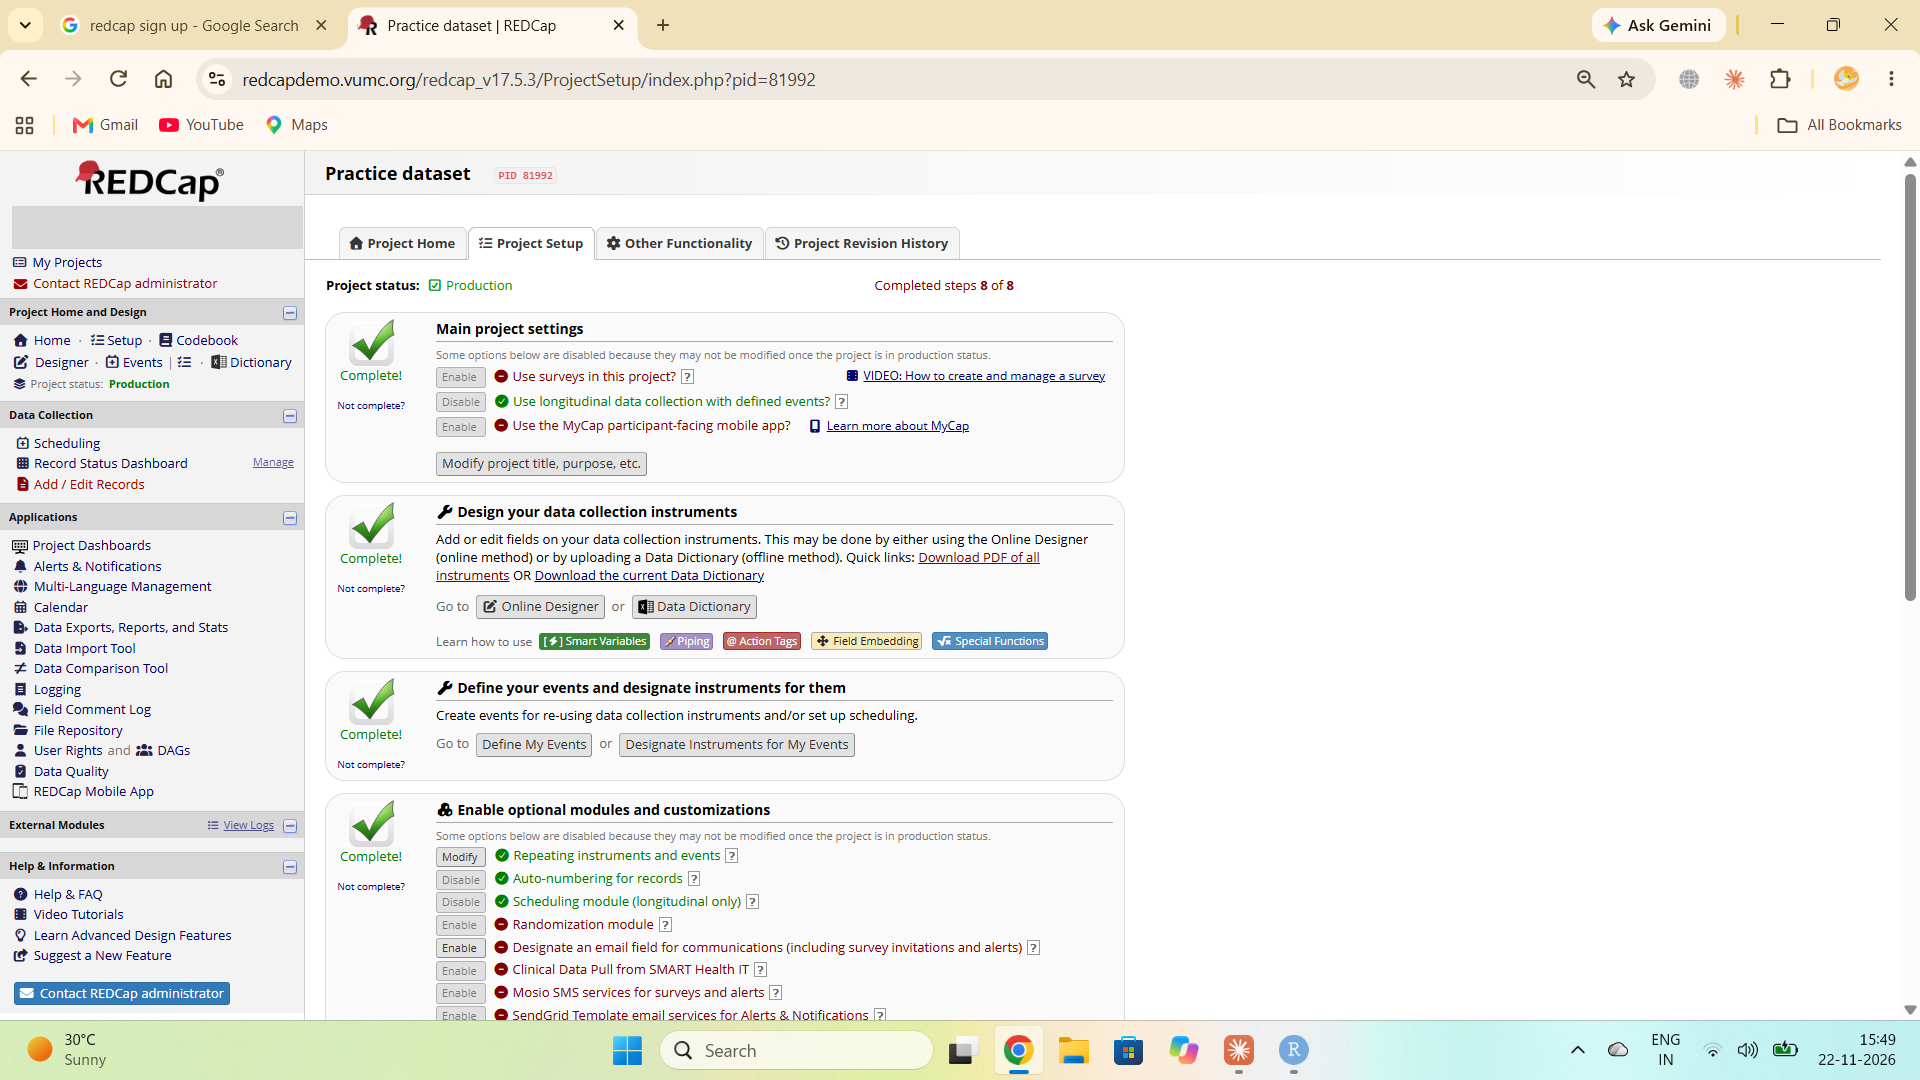 redcap sign up - Google Search
Practice dataset | REDCap
Ask Gemini
redcapdemo.vumc.org/redcap_v17.5.3/ProjectSetup/index.php?pid=81992
Gmail
YouTube
Maps
All Bookmarks
REDCap®
My Projects
Contact REDCap administrator
Project Home and Design
Home · Setup · Codebook
Designer · Events | · Dictionary
Project status: Production
Data Collection
Scheduling
Record Status Dashboard
Manage
Add / Edit Records
Applications
Project Dashboards
Alerts & Notifications
Multi-Language Management
Calendar
Data Exports, Reports, and Stats
Data Import Tool
Data Comparison Tool
Logging
Field Comment Log
File Repository
User Rights and DAGs
Data Quality
REDCap Mobile App
External Modules
View Logs
Help & Information
Help & FAQ
Video Tutorials
Learn Advanced Design Features
Suggest a New Feature
Contact REDCap administrator
Practice dataset PID 81992
Project Home
Project Setup
Other Functionality
Project Revision History
Project status: Production
Completed steps 8 of 8
Complete!
Not complete?
Main project settings
Some options below are disabled because they may not be modified once the project is in production status.
Enable Use surveys in this project? ?
VIDEO: How to create and manage a survey
Disable Use longitudinal data collection with defined events? ?
Enable Use the MyCap participant-facing mobile app? Learn more about MyCap
Modify project title, purpose, etc.
Complete!
Not complete?
Design your data collection instruments
Add or edit fields on your data collection instruments. This may be done by either using the Online Designer
(online method) or by uploading a Data Dictionary (offline method). Quick links: Download PDF of all
instruments OR Download the current Data Dictionary
Go to Online Designer or Data Dictionary
Learn how to use [⚡] Smart Variables Piping @ Action Tags Field Embedding Special Functions
Complete!
Not complete?
Define your events and designate instruments for them
Create events for re-using data collection instruments and/or set up scheduling.
Go to Define My Events or Designate Instruments for My Events
Complete!
Not complete?
Enable optional modules and customizations
Some options below are disabled because they may not be modified once the project is in production status.
Modify Repeating instruments and events ?
Disable Auto-numbering for records ?
Disable Scheduling module (longitudinal only) ?
Enable Randomization module ?
Enable Designate an email field for communications (including survey invitations and alerts) ?
Enable Clinical Data Pull from SMART Health IT ?
Enable Mosio SMS services for surveys and alerts ?
Enable SendGrid Template email services for Alerts & Notifications ?
30°C
Sunny
Search
R
ENG
IN
15:49
22-11-2026